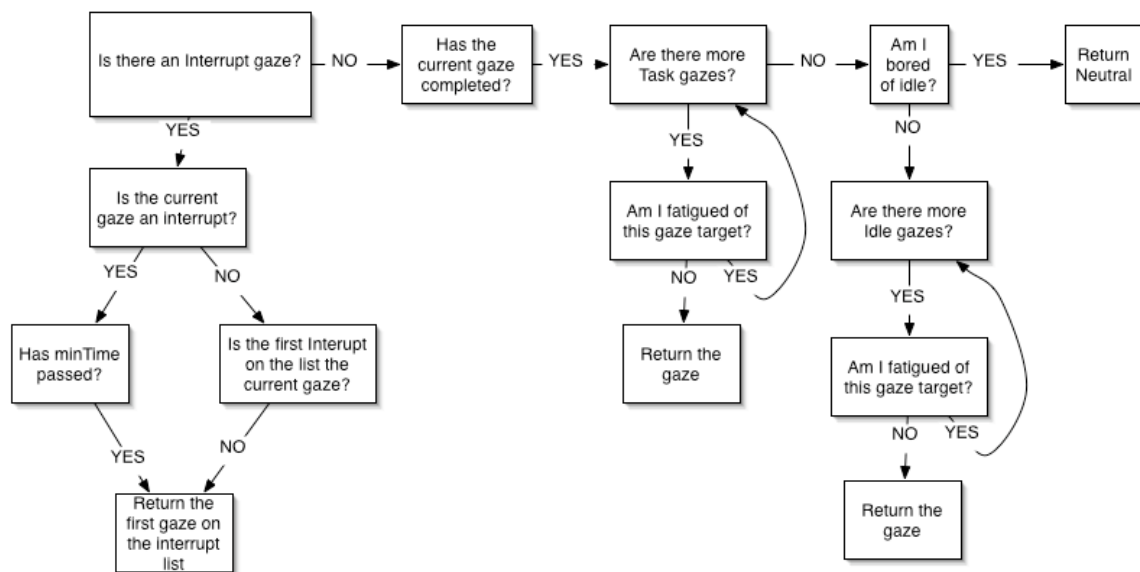 Is there an Interrupt gaze?
NO
Has the
current gaze
completed?
YES
Are there more
Task gazes?
NO
Am I
bored
of idle?
YES
Return
Neutral
YES
Is the current
gaze an interrupt?
YES
NO
Has minTime
passed?
Is the first Interupt
on the list the
current gaze?
YES
NO
Return the
first gaze on
the interrupt
list
YES
Am I fatigued of
this gaze target?
NO
YES
Return the
gaze
NO
Are there more
Idle gazes?
YES
Am I fatigued of
this gaze target?
NO
YES
Return the
gaze